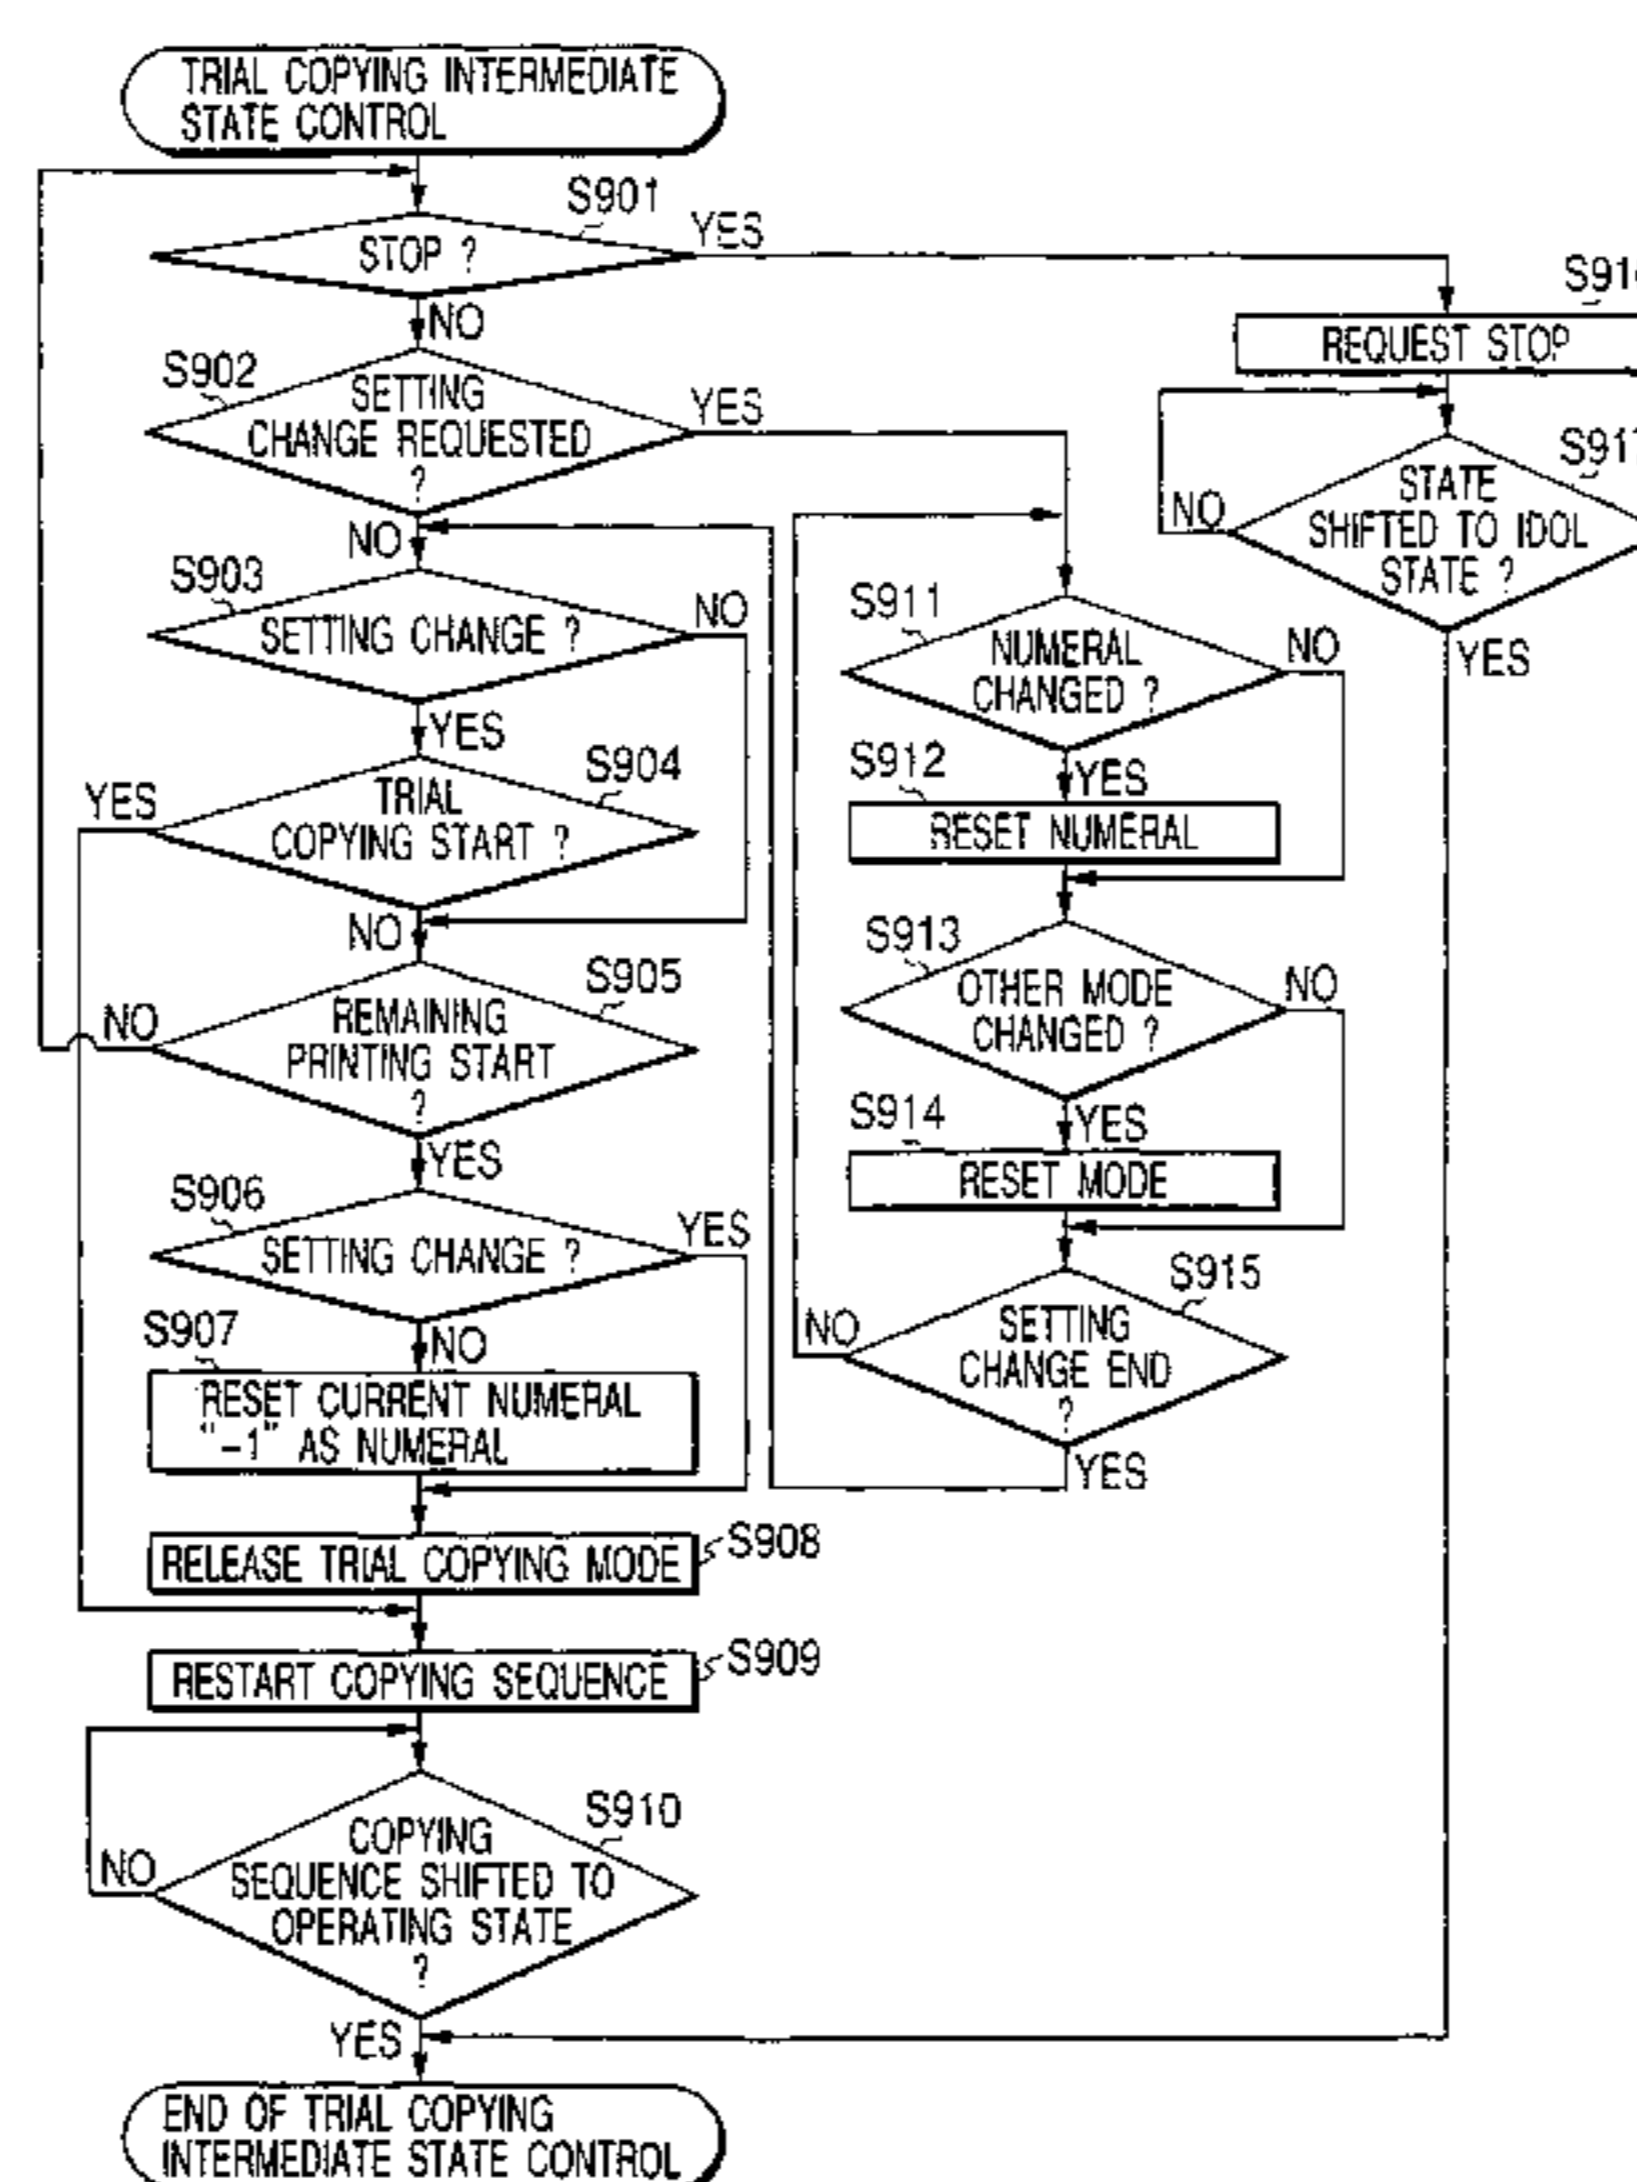 TRIAL COPYING INTERMEDIATE
STATE CONTROL
S901
STOP ?
YES
NO
S902
SETTING
CHANGE REQUESTED
?
YES
NO
S903
SETTING CHANGE ?
NO
YES
S904
TRIAL
COPYING START ?
YES
NO
S905
REMAINING
PRINTING START
?
NO
YES
S906
SETTING CHANGE ?
YES
NO
S907
RESET CURRENT NUMERAL
"-1" AS NUMERAL
RELEASE TRIAL COPYING MODE
S908
RESTART COPYING SEQUENCE
S909
S910
COPYING
SEQUENCE SHIFTED TO
OPERATING STATE
?
NO
YES
END OF TRIAL COPYING
INTERMEDIATE STATE CONTROL
S911
NUMERAL
CHANGED ?
NO
YES
S912
RESET NUMERAL
S913
OTHER MODE
CHANGED ?
NO
YES
S914
RESET MODE
S915
SETTING
CHANGE END
?
NO
YES
REQUEST STOP
STATE
SHIFTED TO IDOL
STATE ?
NO
YES